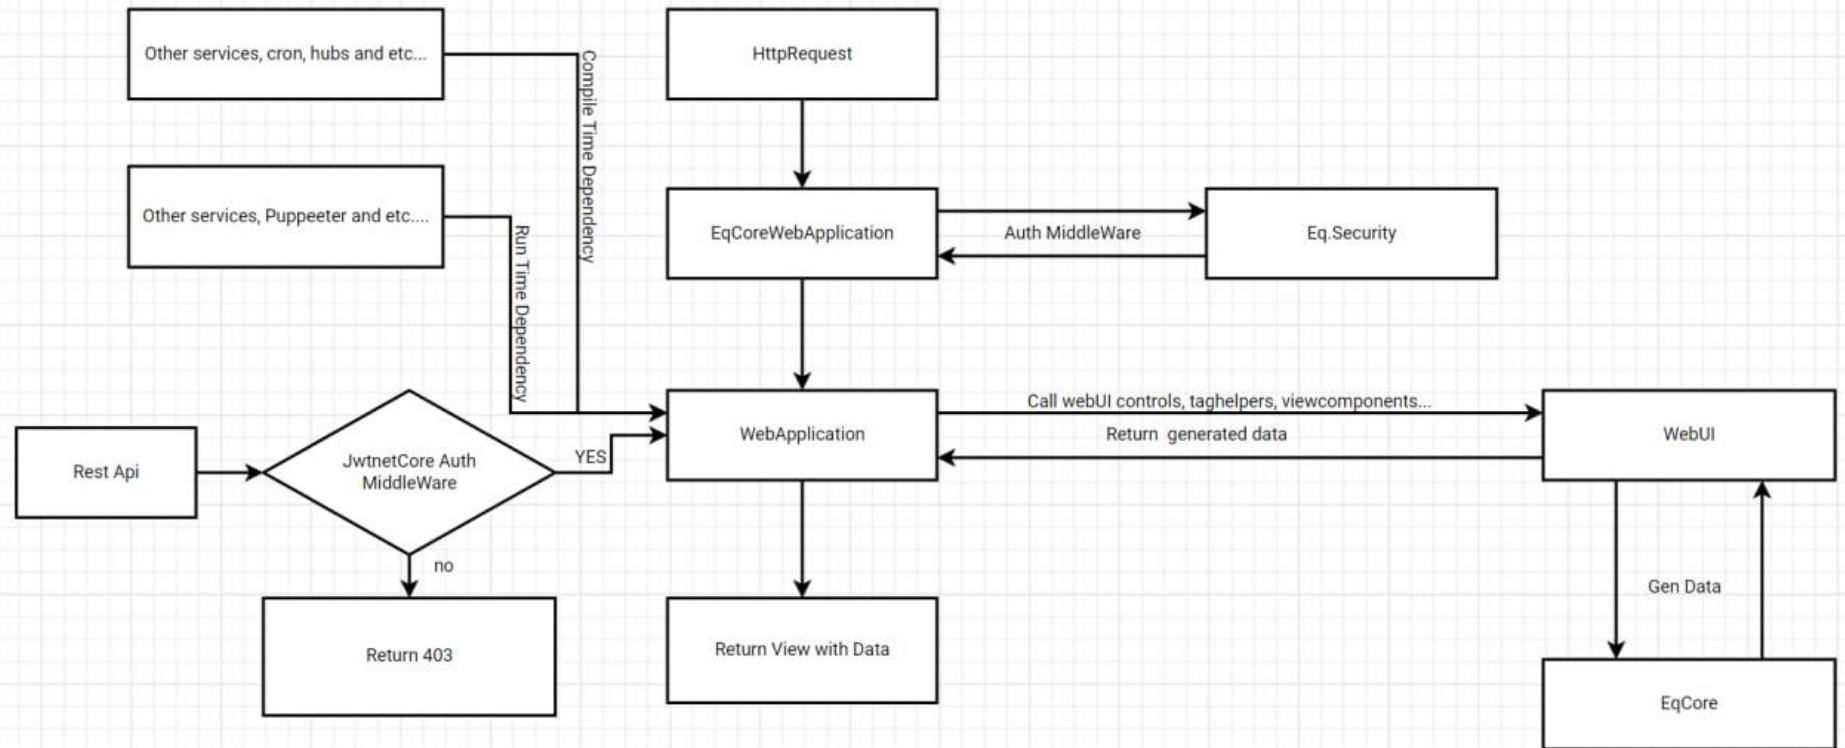 Other services, cron, hubs and etc...
HttpRequest
Compile Time Dependency
Other services, Puppeeter and etc....
Run Time Dependency
EqCoreWebApplication
Auth MiddleWare
Eq.Security
Call webUI controls, taghelpers, viewcomponents...
WebApplication
Return generated data
WebUI
Rest Api
JwtnetCore Auth
MiddleWare
YES
no
Gen Data
Return 403
Return View with Data
EqCore